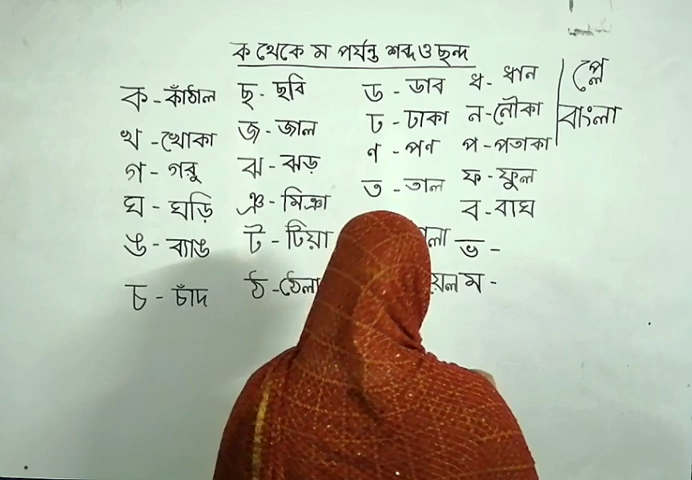 ক থেকে ম পর্যন্ত শব্দ ও ছন্দ
প্লে
বাংলা
ক - কাঁঠাল
খ - খোকা
গ - গরু
ঘ - ঘড়ি
ঙ - ব্যাঙ
চ - চাঁদ
ছ - ছবি
জ - জাল
ঝ - ঝড়
ঞ - মিঞা
ট - টিয়া
ঠ - ঠেলা
ড - ডাব
ঢ - ঢাকা
ণ - পণ
ত - তাল
ধ - ধান
ন - নৌকা
প - পতাকা
ফ - ফুল
ব - বাঘ
ভ -
ম -